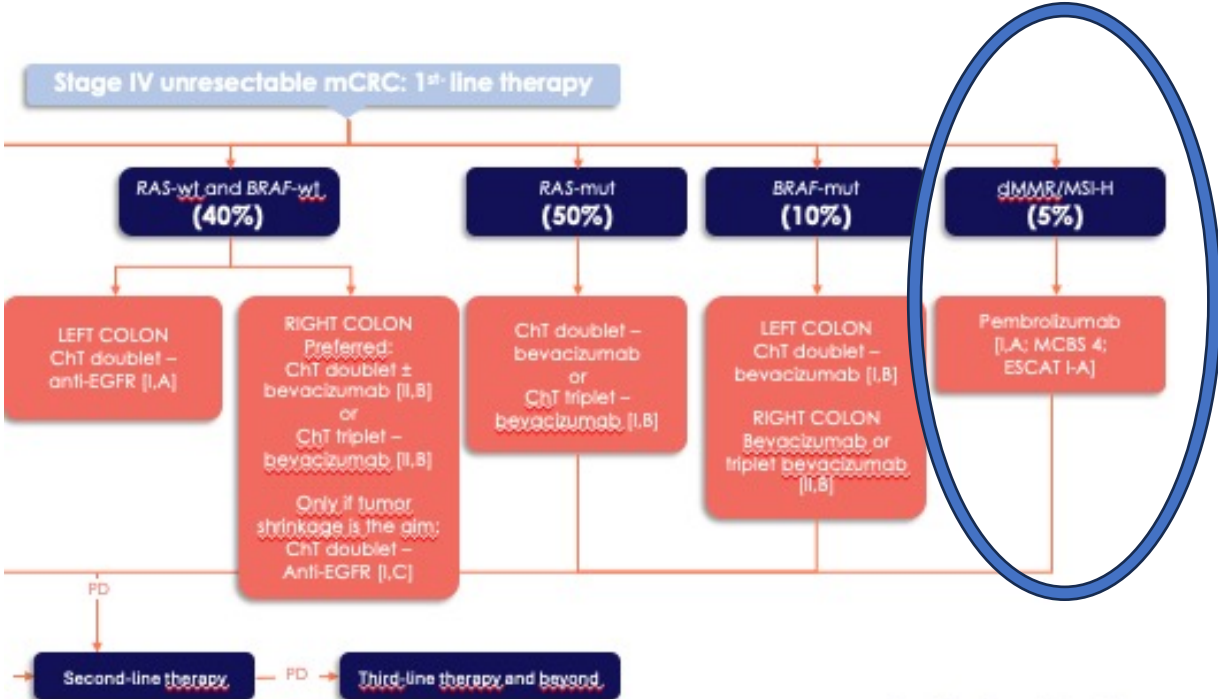 Stage IV unresectable mCRC: 1st- line therapy
RAS-wt and BRAF-wt
(40%)
RAS-mut
(50%)
BRAF-mut
(10%)
dMMR/MSI-H
(5%)
LEFT COLON
ChT doublet –
anti-EGFR [I,A]
RIGHT COLON
Preferred:
ChT doublet ±
bevacizumab [II,B]
or
ChT triplet –
bevacizumab [II,B]
Only if tumor
shrinkage is the aim:
ChT doublet –
Anti-EGFR [I,C]
ChT doublet –
bevacizumab
or
ChT triplet –
bevacizumab [I,B]
LEFT COLON
ChT doublet –
bevacizumab [I,B]
RIGHT COLON
Bevacizumab or
triplet bevacizumab
[II,B]
Pembrolizumab
[I,A; MCBS 4;
ESCAT I-A]
PD
Second-line therapy
PD
Third-line therapy and beyond